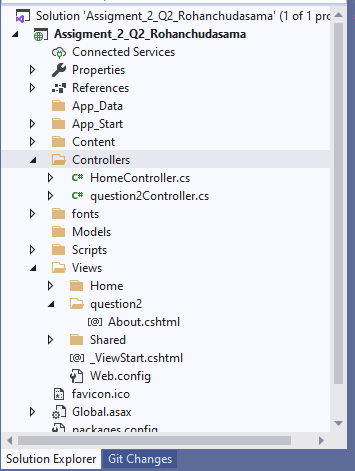 Solution 'Assigment_2_Q2_Rohanchudasama' (1 of 1 pro
Assigment_2_Q2_Rohanchudasama
Connected Services
Properties
References
App_Data
App_Start
Content
Controllers
C# HomeController.cs
C# question2Controller.cs
fonts
Models
Scripts
Views
Home
question2
[@] About.cshtml
Shared
[@] _ViewStart.cshtml
Web.config
favicon.ico
Global.asax
packages.config
Solution Explorer Git Changes